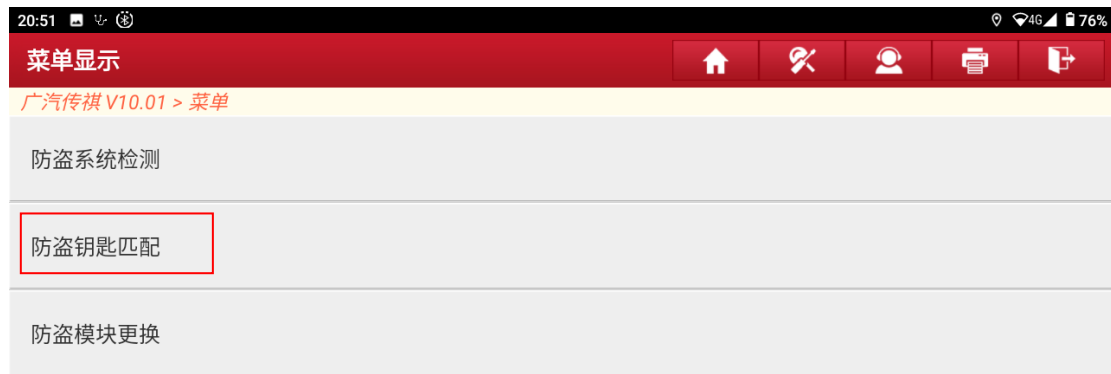 20:51 4G 76%
菜单显示
广汽传祺 V10.01 > 菜单
防盗系统检测
防盗钥匙匹配
防盗模块更换